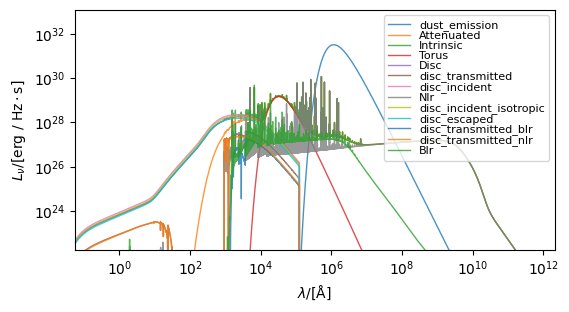 10^32
10^30
10^28
10^26
10^24
L_ν/[erg / Hz · s]
dust_emission
Attenuated
Intrinsic
Torus
Disc
disc_transmitted
disc_incident
Nlr
disc_incident_isotropic
disc_escaped
disc_transmitted_blr
disc_transmitted_nlr
Blr
10^0 10^2 10^4 10^6 10^8 10^10 10^12
λ/[Å]